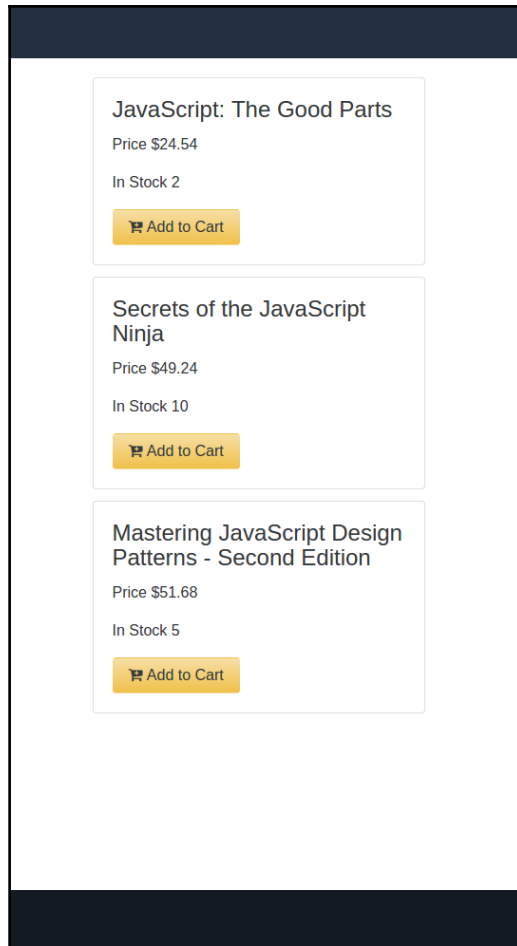 JavaScript: The Good Parts
Price $24.54
In Stock 2
Add to Cart
Secrets of the JavaScript
Ninja
Price $49.24
In Stock 10
Add to Cart
Mastering JavaScript Design
Patterns - Second Edition
Price $51.68
In Stock 5
Add to Cart